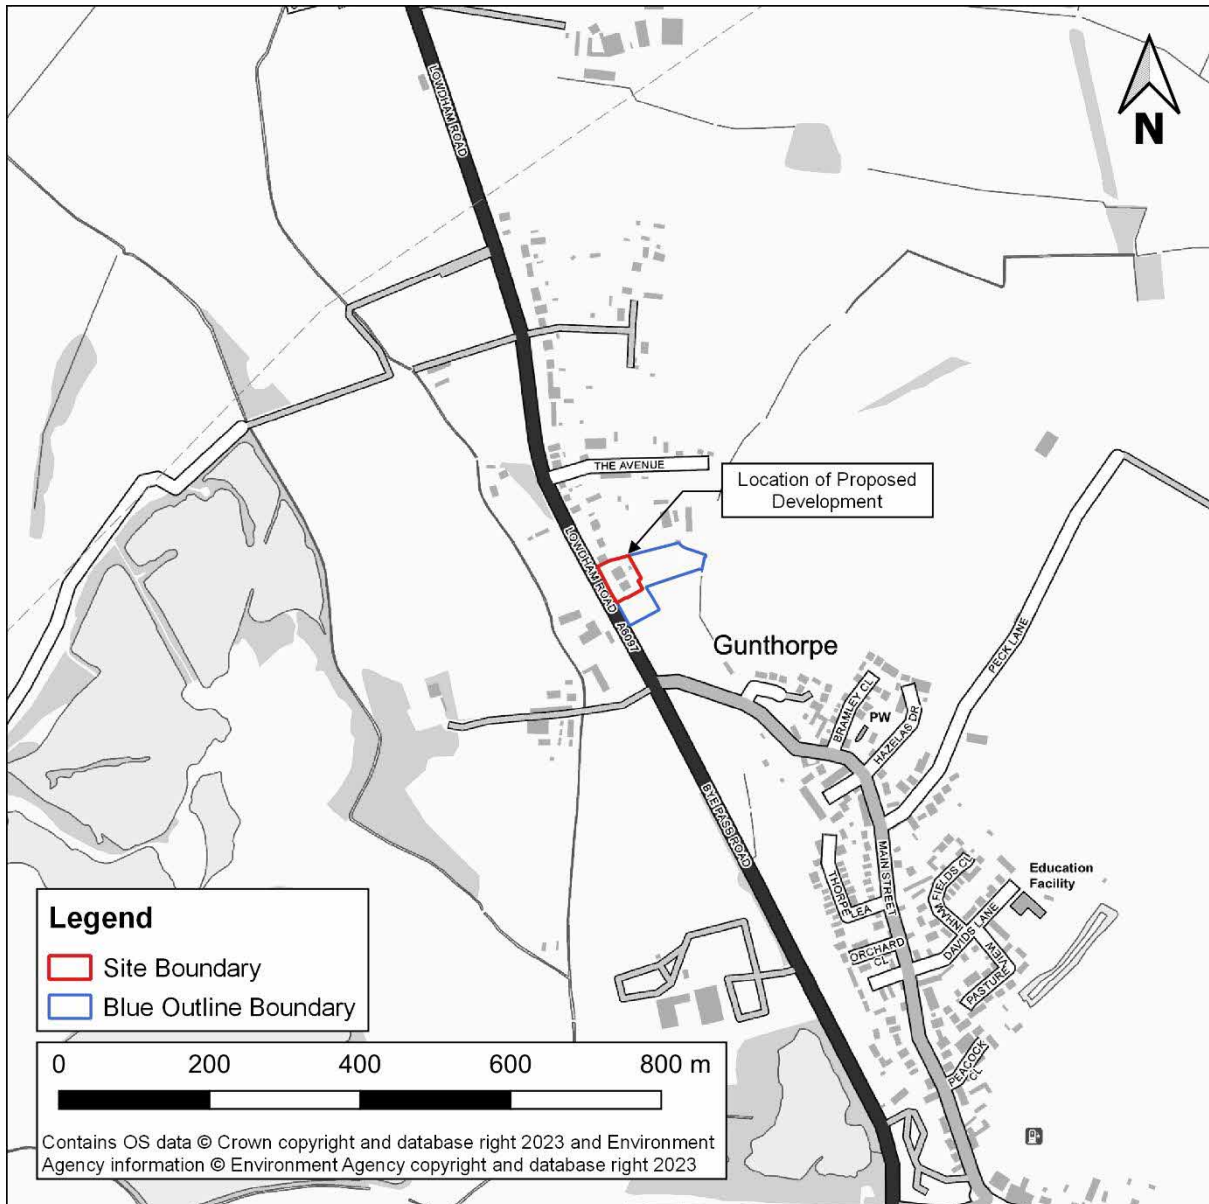 LOWDHAM ROAD
N
THE AVENUE
Location of Proposed
Development
LOWDHAM ROAD
A6097
Gunthorpe
PECK LANE
BRAMLEY CL
PW
HAZELAS DR
BYE PASS ROAD
MAIN STREET
THORPE
LEA
FIELDS CL
INHAM
Education
Facility
DAVIDS LANE
ORCHARD
CL
VIEW
PASTURE
PEACOCK
CL
Legend
Site Boundary
Blue Outline Boundary
0 200 400 600 800 m
Contains OS data © Crown copyright and database right 2023 and Environment
Agency information © Environment Agency copyright and database right 2023